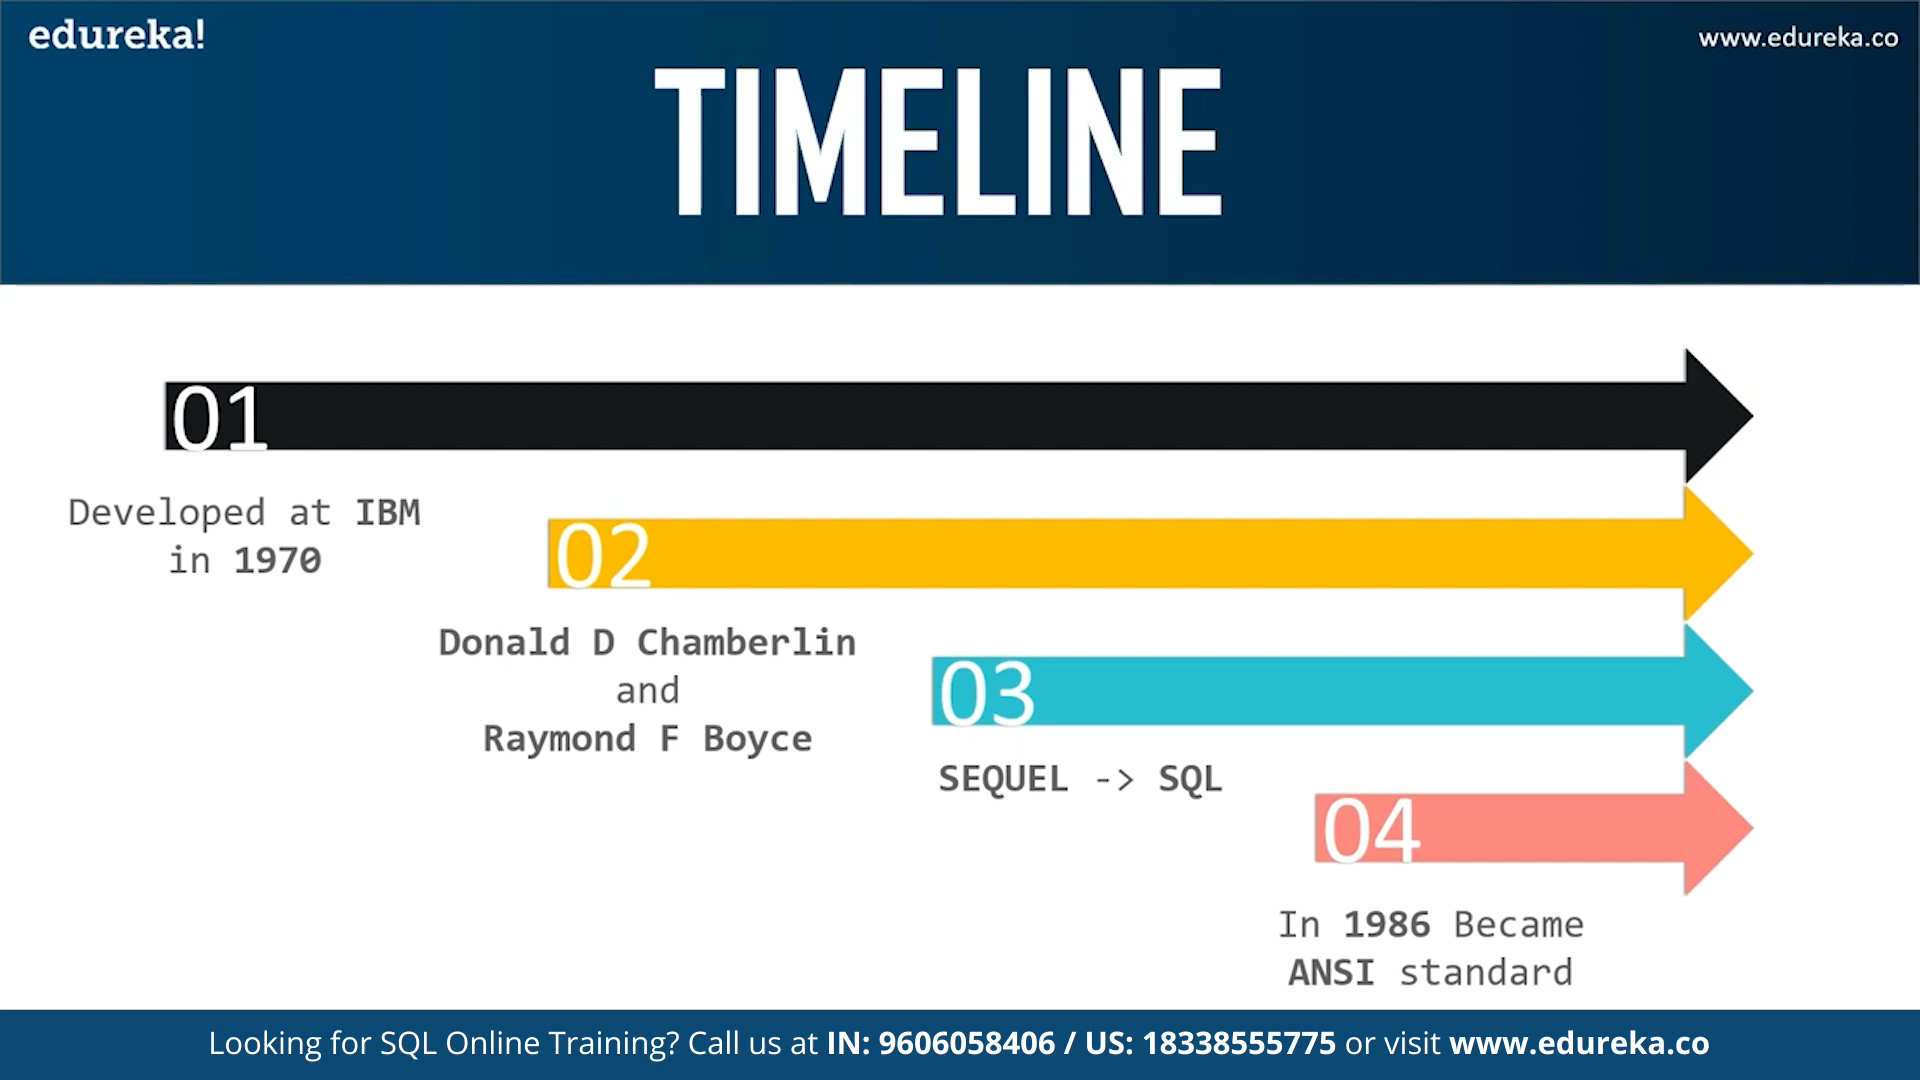 edureka!
www.edureka.co
TIMELINE
01
Developed at IBM
in 1970
02
Donald D Chamberlin
and
Raymond F Boyce
03
SEQUEL -> SQL
04
In 1986 Became
ANSI standard
Looking for SQL Online Training? Call us at IN: 9606058406 / US: 18338555775 or visit www.edureka.co